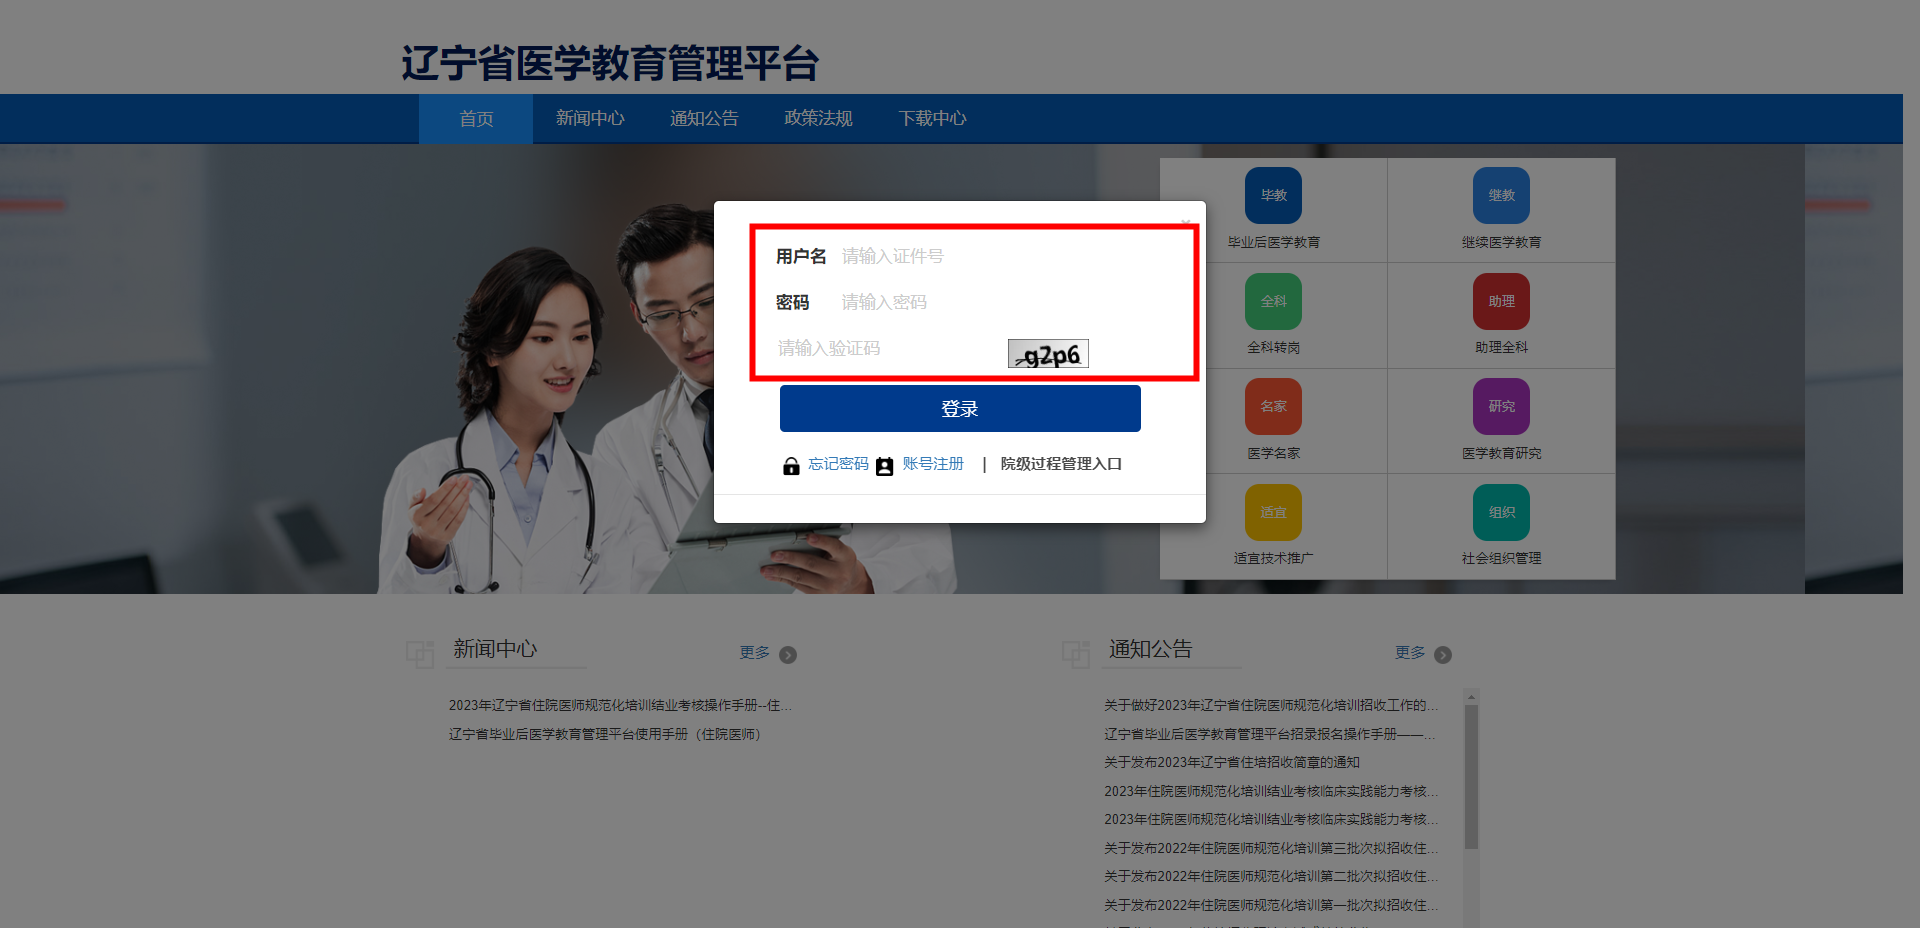 辽宁省医学教育管理平台
首页 新闻中心 通知公告 政策法规 下载中心
毕教 继教
毕业后医学教育 继续医学教育
全科 助理
全科转岗 助理全科
名家 研究
医学名家 医学教育研究
适宜 组织
适宜技术推广 社会组织管理
×
用户名 请输入证件号
密码 请输入密码
请输入验证码 g2p6
登录
忘记密码 账号注册 | 院级过程管理入口
新闻中心 更多
2023年辽宁省住院医师规范化培训结业考核操作手册--住...
辽宁省毕业后医学教育管理平台使用手册（住院医师）
通知公告 更多
关于做好2023年辽宁省住院医师规范化培训招收工作的...
辽宁省毕业后医学教育管理平台招录报名操作手册——...
关于发布2023年辽宁省住培招收简章的通知
2023年住院医师规范化培训结业考核临床实践能力考核...
2023年住院医师规范化培训结业考核临床实践能力考核...
关于发布2022年住院医师规范化培训第三批次拟招收住...
关于发布2022年住院医师规范化培训第二批次拟招收住...
关于发布2022年住院医师规范化培训第一批次拟招收住...